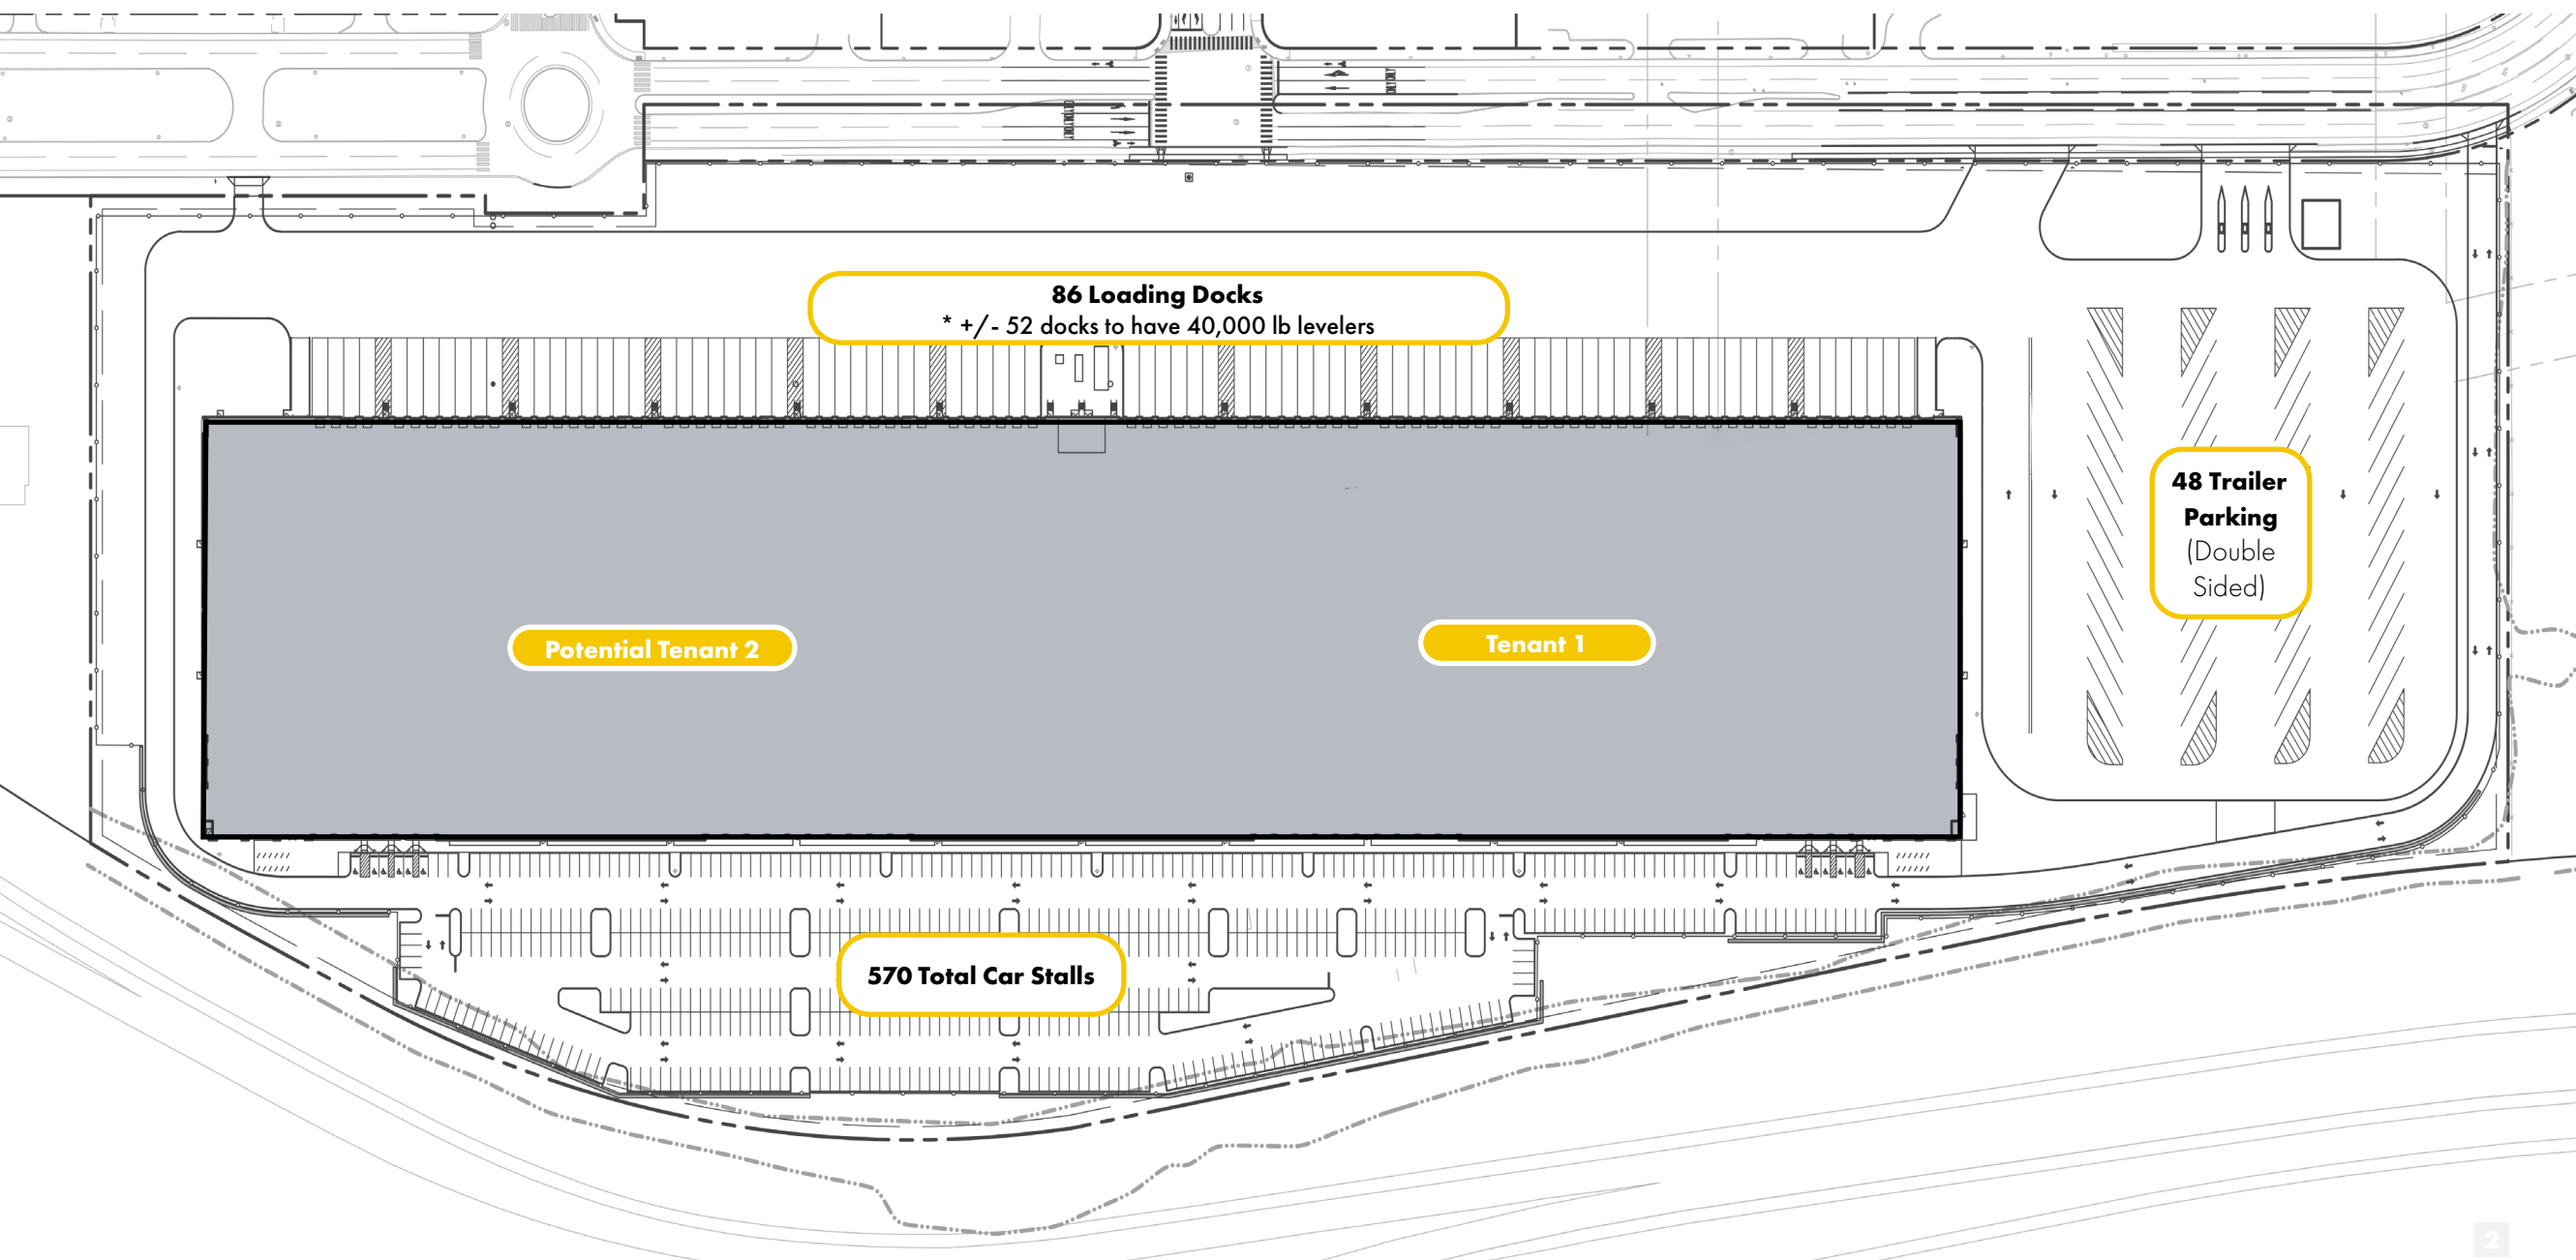 86 Loading Docks
* +/- 52 docks to have 40,000 lb levelers
48 Trailer
Parking
(Double
Sided)
Potential Tenant 2
Tenant 1
570 Total Car Stalls
2